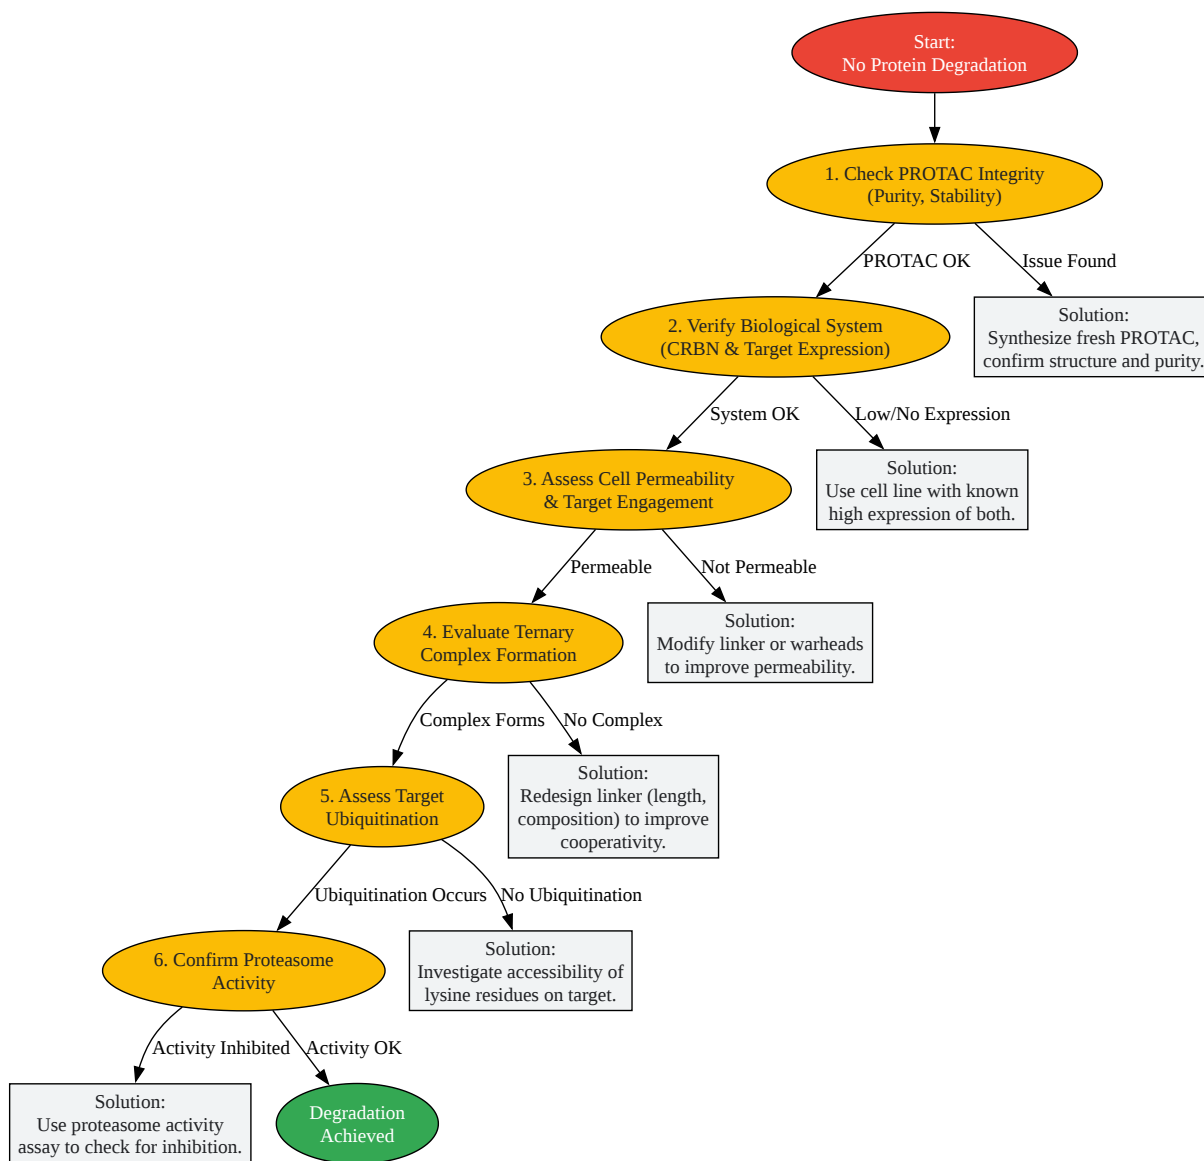 Start:
No Protein Degradation
1. Check PROTAC Integrity
(Purity, Stability)
PROTAC OK
Issue Found
2. Verify Biological System
(CRBN & Target Expression)
Solution:
Synthesize fresh PROTAC,
confirm structure and purity.
System OK
Low/No Expression
3. Assess Cell Permeability
& Target Engagement
Solution:
Use cell line with known
high expression of both.
Permeable
Not Permeable
4. Evaluate Ternary
Complex Formation
Solution:
Modify linker or warheads
to improve permeability.
Complex Forms
No Complex
5. Assess Target
Ubiquitination
Solution:
Redesign linker (length,
composition) to improve
cooperativity.
Ubiquitination Occurs
No Ubiquitination
6. Confirm Proteasome
Activity
Solution:
Investigate accessibility of
lysine residues on target.
Activity Inhibited
Activity OK
Solution:
Use proteasome activity
assay to check for inhibition.
Degradation
Achieved